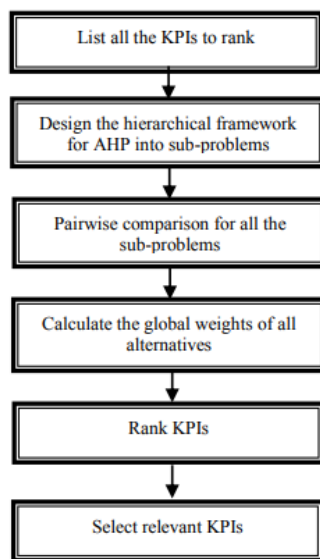 List all the KPIs to rank
Design the hierarchical framework
for AHP into sub-problems
Pairwise comparison for all the
sub-problems
Calculate the global weights of all
alternatives
Rank KPIs
Select relevant KPIs